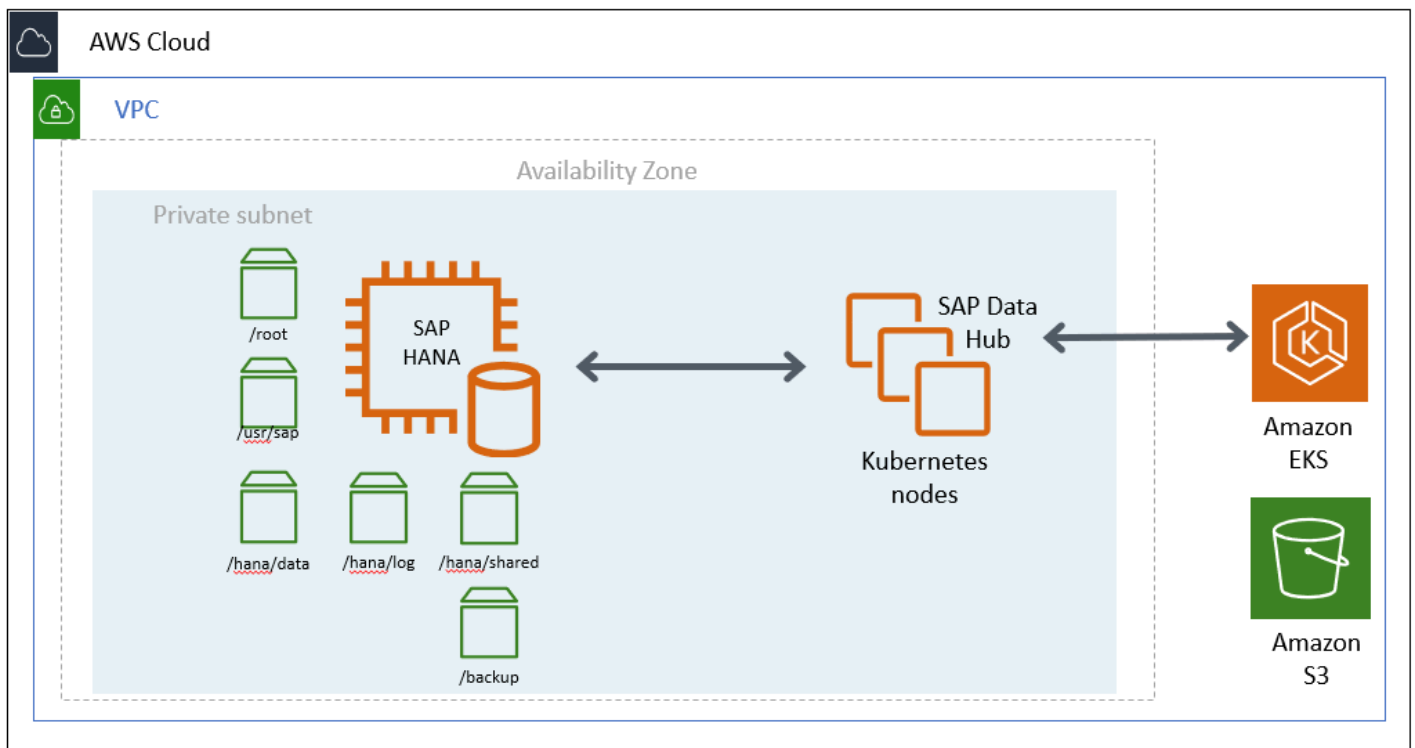 AWS Cloud
VPC
Availability Zone
Private subnet
/root
SAP
HANA
SAP Data
Hub
/usr/sap
Amazon
EKS
Kubernetes
nodes
/hana/data
/hana/log
/hana/shared
Amazon
S3
/backup
K